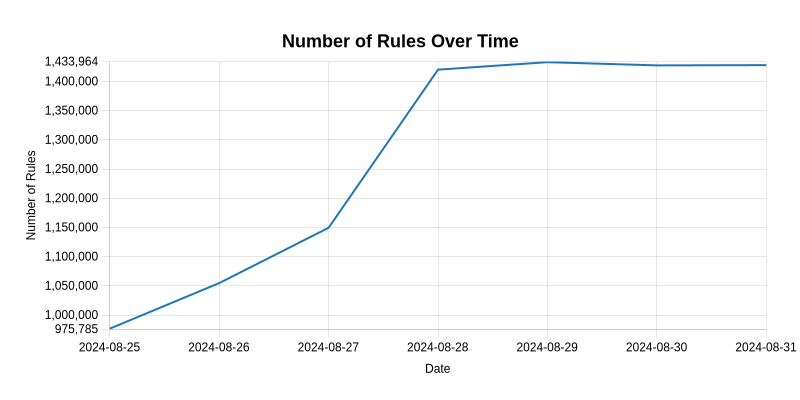 Number of Rules Over Time
1,433,964
1,400,000
1,350,000
1,300,000
1,250,000
1,200,000
1,150,000
1,100,000
1,050,000
1,000,000
975,785
Number of Rules
2024-08-25 2024-08-26 2024-08-27 2024-08-28 2024-08-29 2024-08-30 2024-08-31
Date